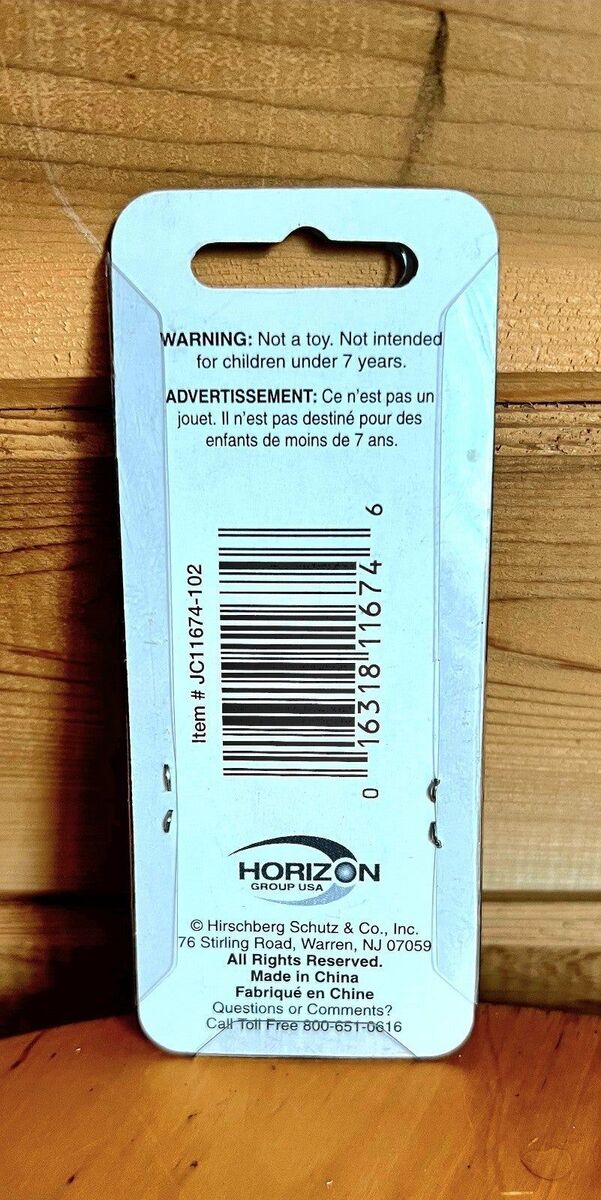 WARNING: Not a toy. Not intended
for children under 7 years.
ADVERTISSEMENT: Ce n'est pas un
jouet. Il n'est pas destiné pour des
enfants de moins de 7 ans.
Item # JC11674-102
0 16318 11674 6
HORIZON
GROUP USA
© Hirschberg Schutz & Co., Inc.
76 Stirling Road, Warren, NJ 07059
All Rights Reserved.
Made in China
Fabriqué en Chine
Questions or Comments?
Call Toll Free 800-651-0616